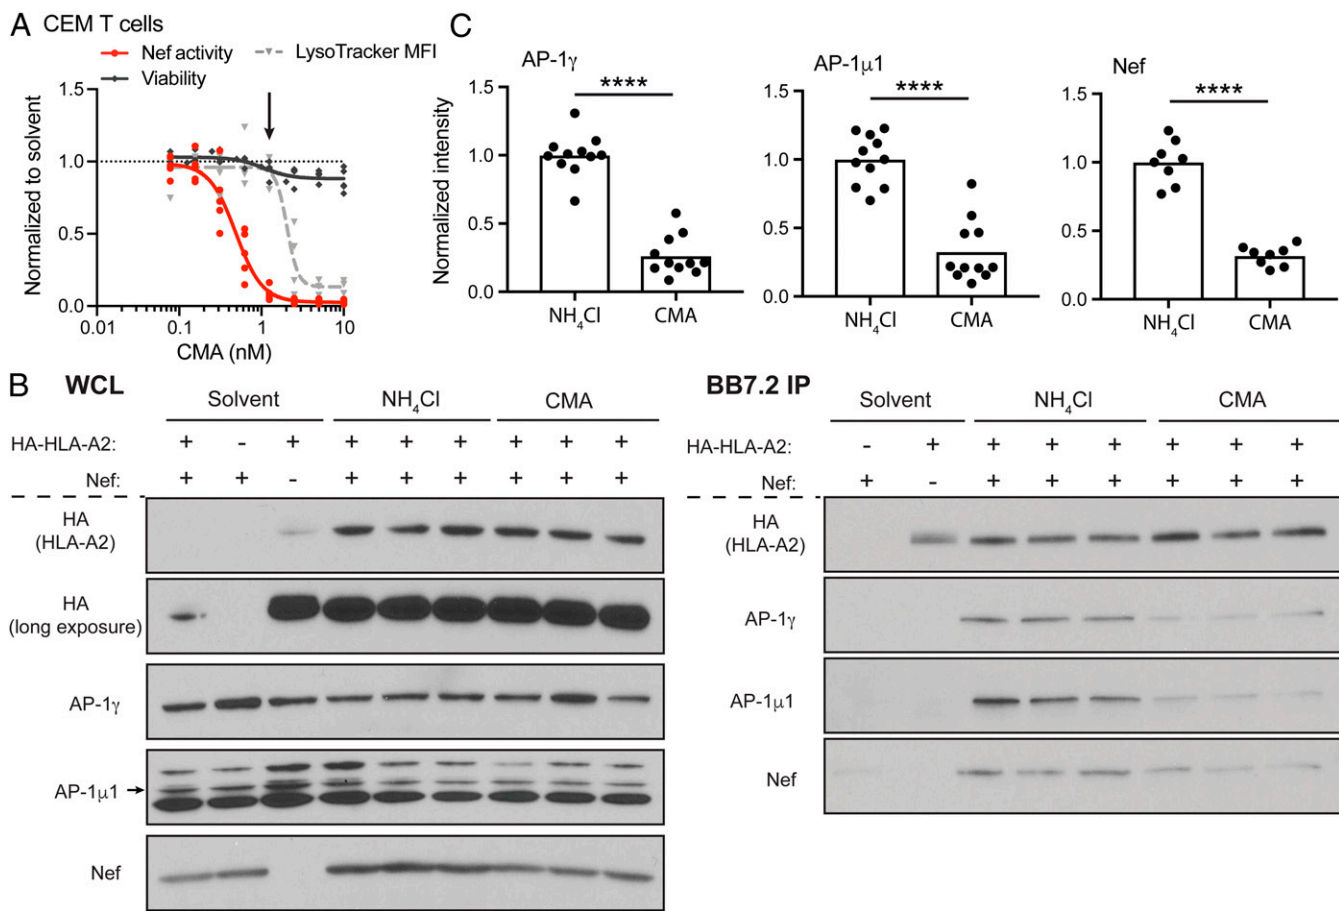 A CEM T cells
Nef activity
LysoTracker MFI
Viability
Normalized to solvent
1.5
1.0
0.5
0.0
0.01
0.1
1
10
CMA (nM)
C
AP-1γ
****
Normalized intensity
1.5
1.0
0.5
0.0
NH₄Cl
CMA
AP-1μ1
****
1.5
1.0
0.5
0.0
NH₄Cl
CMA
Nef
****
1.5
1.0
0.5
0.0
NH₄Cl
CMA
B WCL
Solvent NH₄Cl CMA
HA-HLA-A2: + - + + + + + + +
Nef: + + - + + + + + +
HA
(HLA-A2)
HA
(long exposure)
AP-1γ
AP-1μ1
Nef
BB7.2 IP
Solvent NH₄Cl CMA
HA-HLA-A2: - + + + + + + +
Nef: + - + + + + + +
HA
(HLA-A2)
AP-1γ
AP-1μ1
Nef